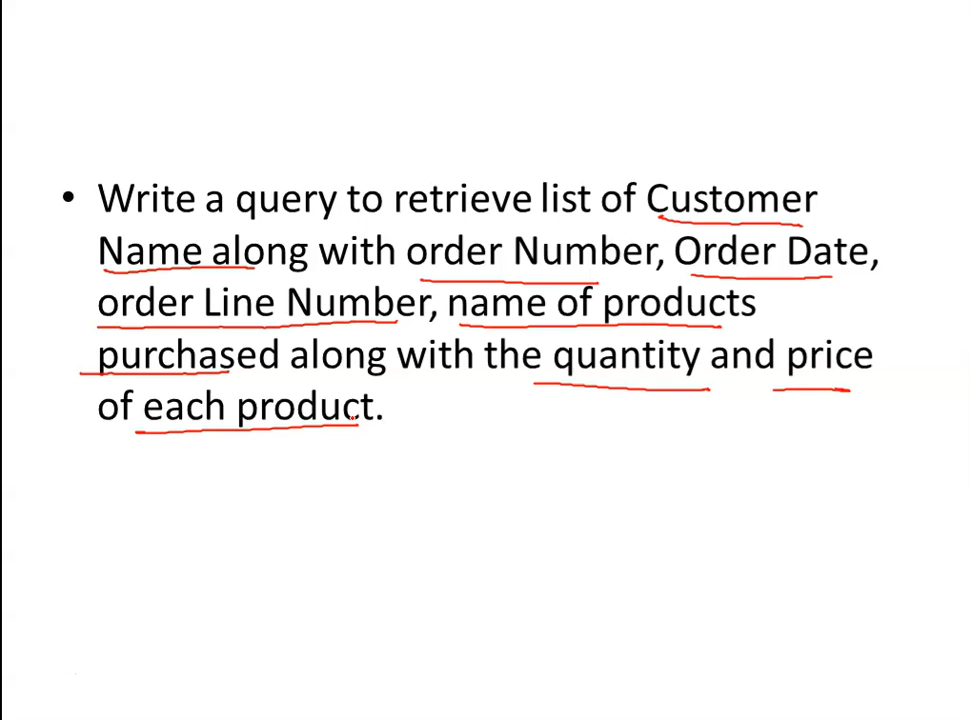 • Write a query to retrieve list of Customer
Name along with order Number, Order Date,
order Line Number, name of products
purchased along with the quantity and price
of each product.